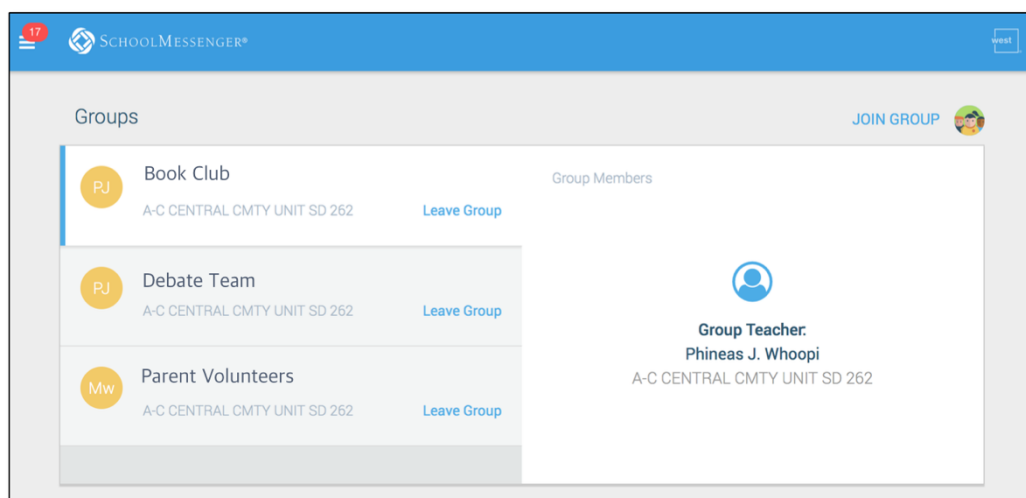 17
SCHOOLMESSENGER®
west
Groups
JOIN GROUP
PJ
Book Club
A-C CENTRAL CMTY UNIT SD 262
Leave Group
PJ
Debate Team
A-C CENTRAL CMTY UNIT SD 262
Leave Group
Mw
Parent Volunteers
A-C CENTRAL CMTY UNIT SD 262
Leave Group
Group Members
Group Teacher:
Phineas J. Whoopi
A-C CENTRAL CMTY UNIT SD 262